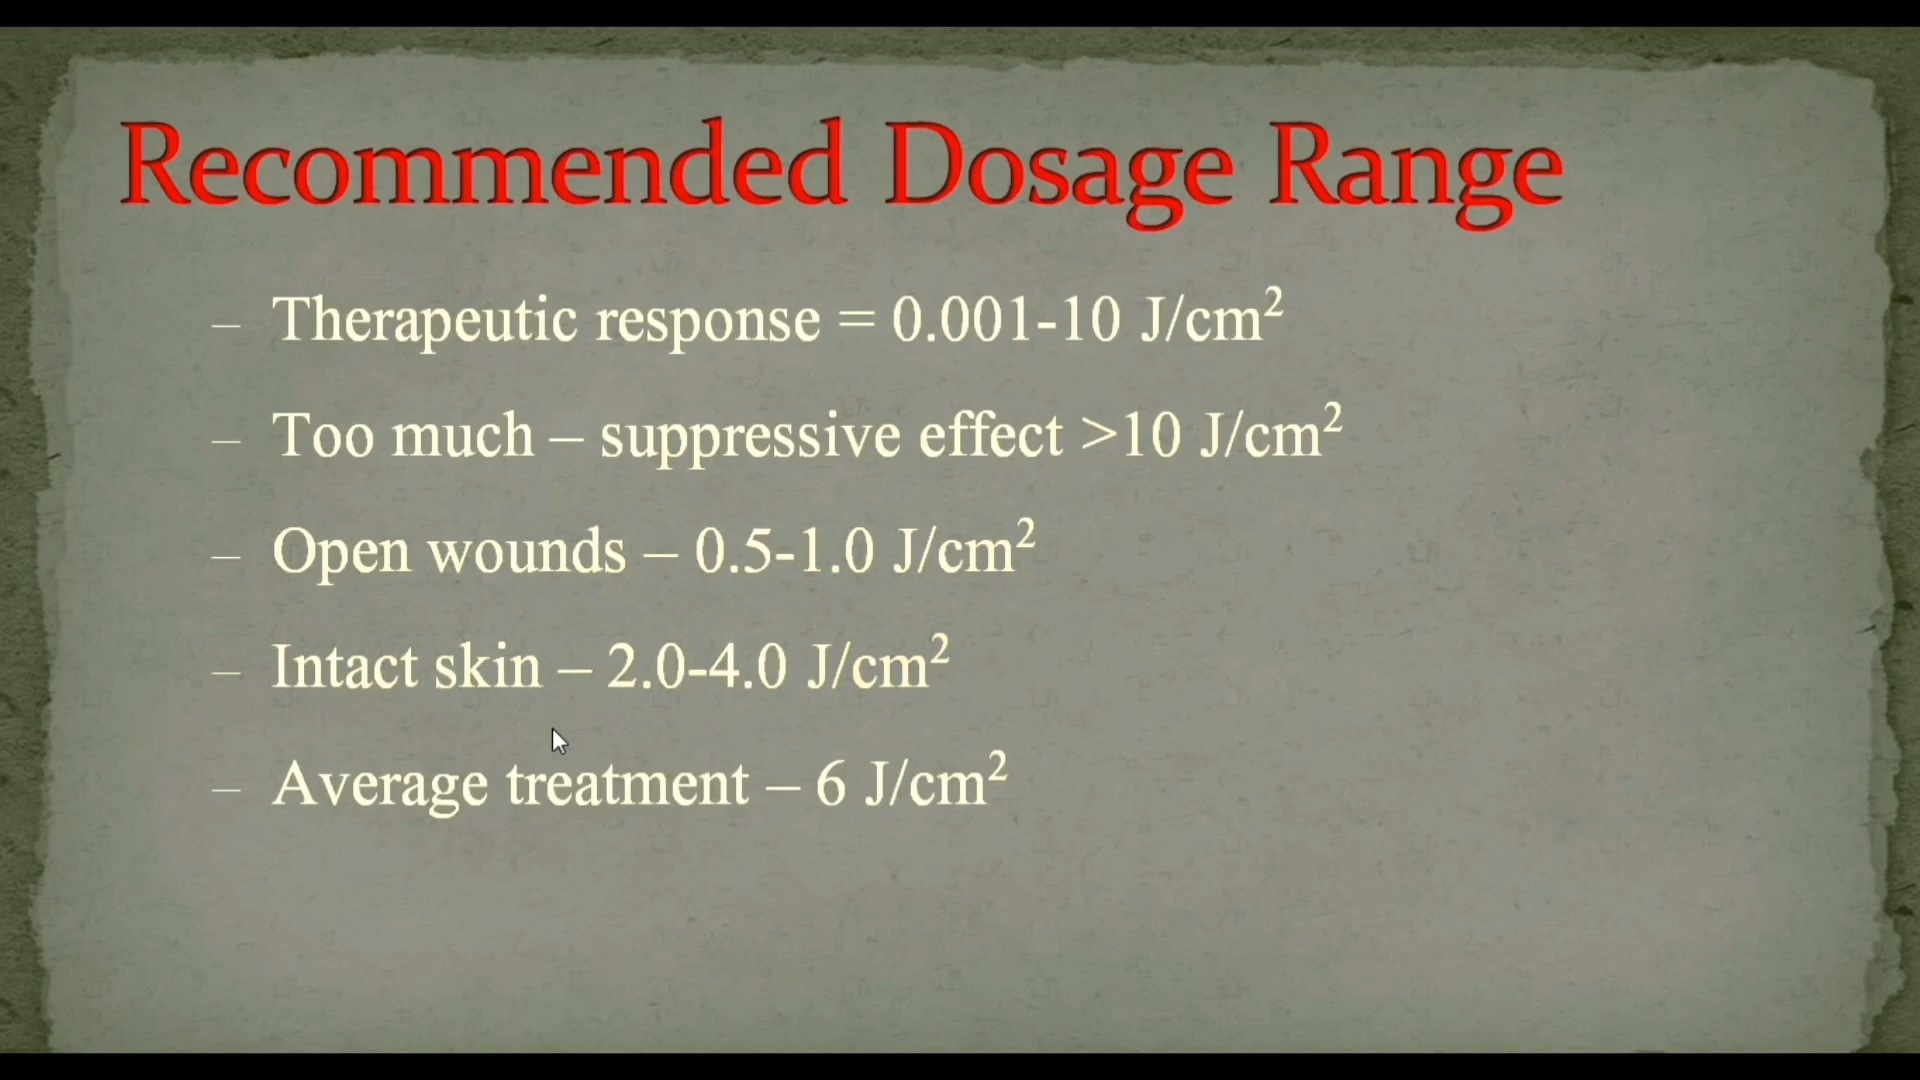 Recommended Dosage Range
– Therapeutic response = 0.001-10 J/cm²
– Too much – suppressive effect >10 J/cm²
– Open wounds – 0.5-1.0 J/cm²
– Intact skin – 2.0-4.0 J/cm²
– Average treatment – 6 J/cm²